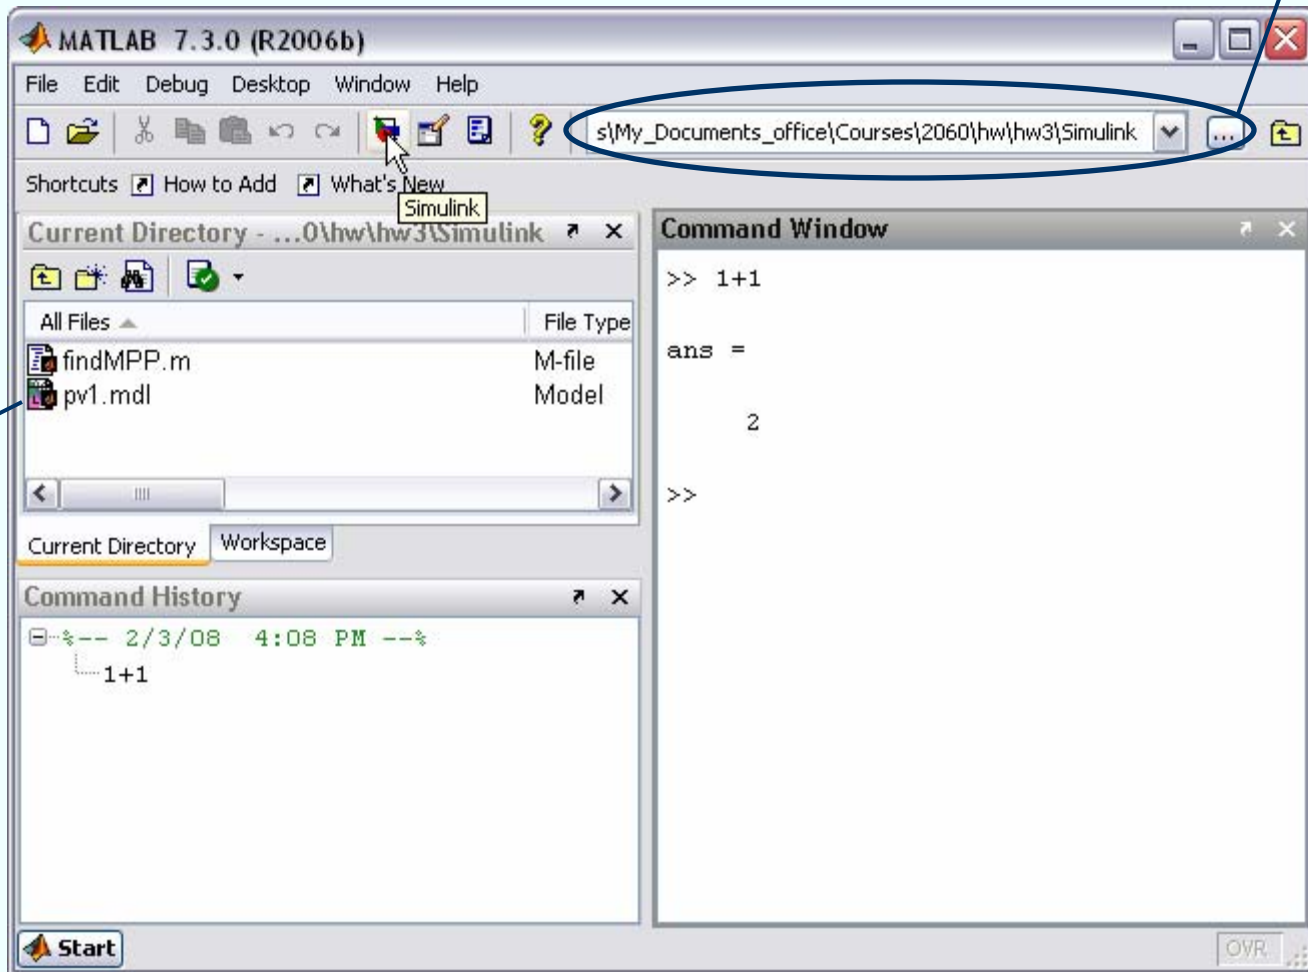 MATLAB 7.3.0 (R2006b)
File Edit Debug Desktop Window Help
s\My_Documents_office\Courses\2060\hw\hw3\Simulink ...
Shortcuts How to Add What's New
Simulink
Current Directory - ...0\hw\hw3\Simulink
All Files File Type
findMPP.m M-file
pv1.mdl Model
Current Directory Workspace
Command History
%-- 2/3/08 4:08 PM --%
1+1
Command Window
>> 1+1
ans =
2
>>
Start
OVR